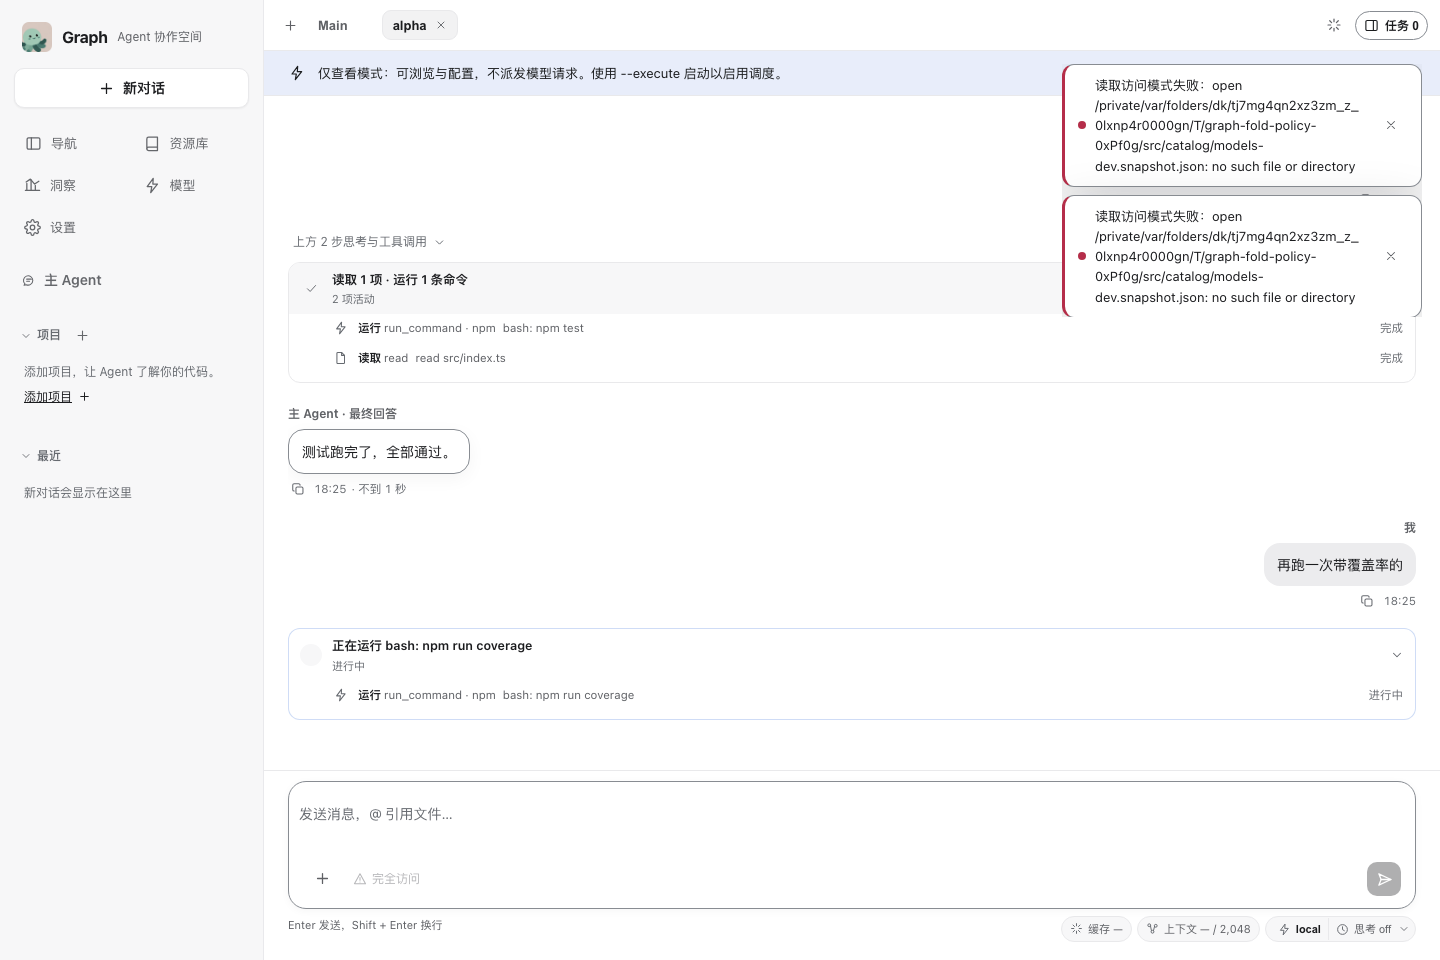 Graph Agent 协作空间
新对话
导航
资源库
洞察
模型
设置
主 Agent
项目
添加项目，让 Agent 了解你的代码。
添加项目
最近
新对话会显示在这里
Main
alpha
任务 0
仅查看模式：可浏览与配置，不派发模型请求。使用 --execute 启动以启用调度。
读取访问模式失败：open
/private/var/folders/dk/tj7mg4qn2xz3zm_z_
0lxnp4r0000gn/T/graph-fold-policy-
0xPf0g/src/catalog/models-
dev.snapshot.json: no such file or directory
读取访问模式失败：open
/private/var/folders/dk/tj7mg4qn2xz3zm_z_
0lxnp4r0000gn/T/graph-fold-policy-
0xPf0g/src/catalog/models-
dev.snapshot.json: no such file or directory
上方 2 步思考与工具调用
读取 1 项 · 运行 1 条命令
2 项活动
运行 run_command · npm bash: npm test 完成
读取 read read src/index.ts 完成
主 Agent · 最终回答
测试跑完了，全部通过。
18:25 · 不到 1 秒
我
再跑一次带覆盖率的
18:25
正在运行 bash: npm run coverage
进行中
运行 run_command · npm bash: npm run coverage 进行中
发送消息，@ 引用文件...
完全访问
Enter 发送，Shift + Enter 换行
缓存 —
上下文 — / 2,048
local
思考 off